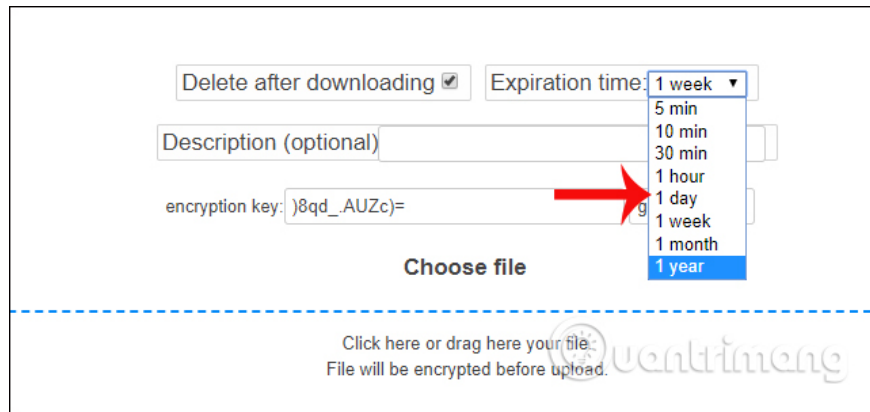 Delete after downloading Expiration time: 1 week
5 min
10 min
Description (optional)
30 min
1 hour
1 day
encryption key: )8qd_.AUZc)= g
1 week
1 month
Choose file
1 year
Click here or drag here your file.
File will be encrypted before upload.
uantrimang